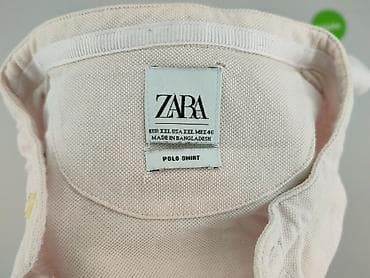 ZARA
EUR XXL USA XXL MEX 46
MADE IN BANGLADESH
POLO SHIRT